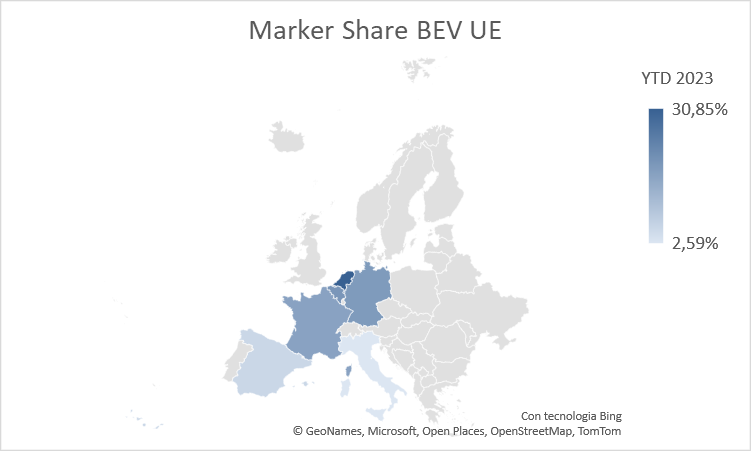 Marker Share BEV UE
YTD 2023
30,85%
2,59%
Con tecnologia Bing
© GeoNames, Microsoft, Open Places, OpenStreetMap, TomTom